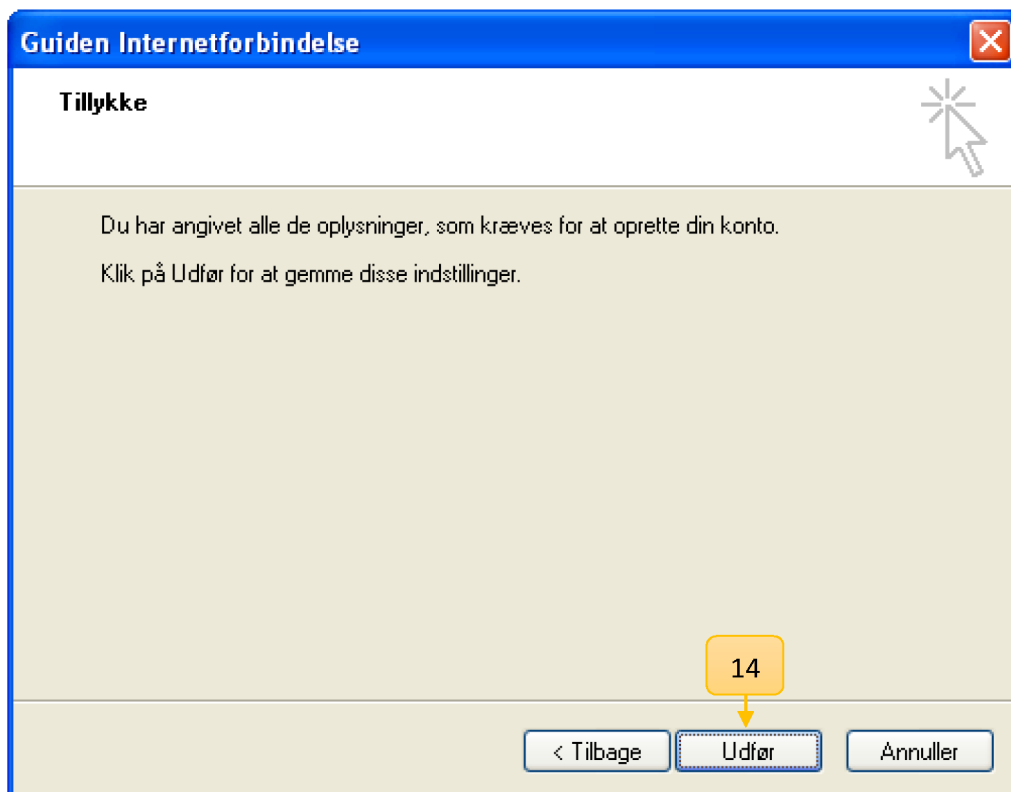 Guiden Internetforbindelse
Tillykke
Du har angivet alle de oplysninger, som kræves for at oprette din konto.
Klik på Udfør for at gemme disse indstillinger.
14
< Tilbage
Udfør
Annuller